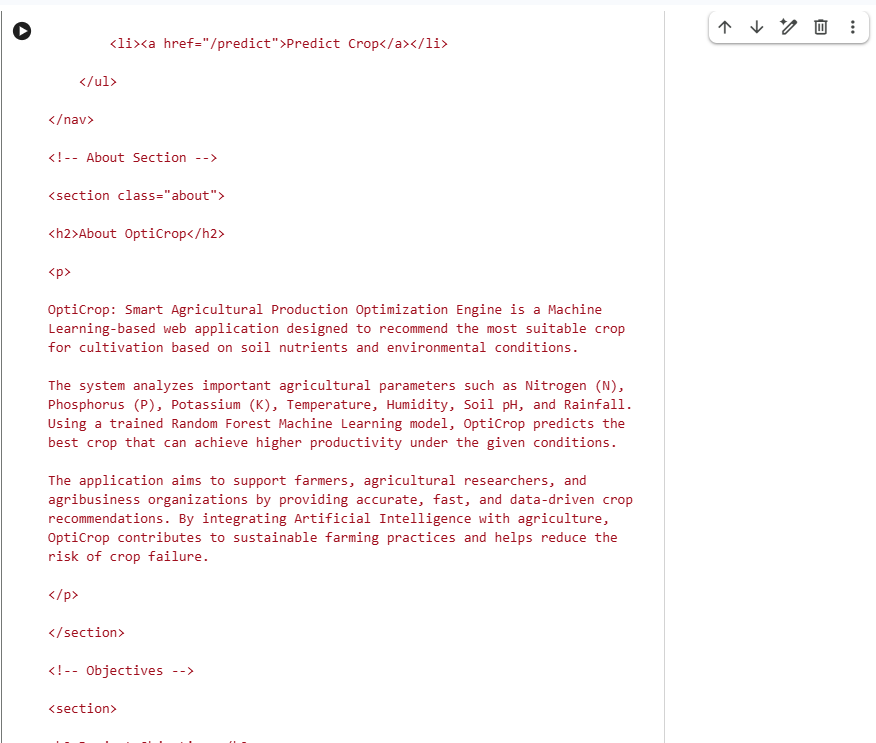 <li><a href="/predict">Predict Crop</a></li>
</ul>
</nav>
<!-- About Section -->
<section class="about">
<h2>About OptiCrop</h2>
<p>
OptiCrop: Smart Agricultural Production Optimization Engine is a Machine
Learning-based web application designed to recommend the most suitable crop
for cultivation based on soil nutrients and environmental conditions.
The system analyzes important agricultural parameters such as Nitrogen (N),
Phosphorus (P), Potassium (K), Temperature, Humidity, Soil pH, and Rainfall.
Using a trained Random Forest Machine Learning model, OptiCrop predicts the
best crop that can achieve higher productivity under the given conditions.
The application aims to support farmers, agricultural researchers, and
agribusiness organizations by providing accurate, fast, and data-driven crop
recommendations. By integrating Artificial Intelligence with agriculture,
OptiCrop contributes to sustainable farming practices and helps reduce the
risk of crop failure.
</p>
</section>
<!-- Objectives -->
<section>